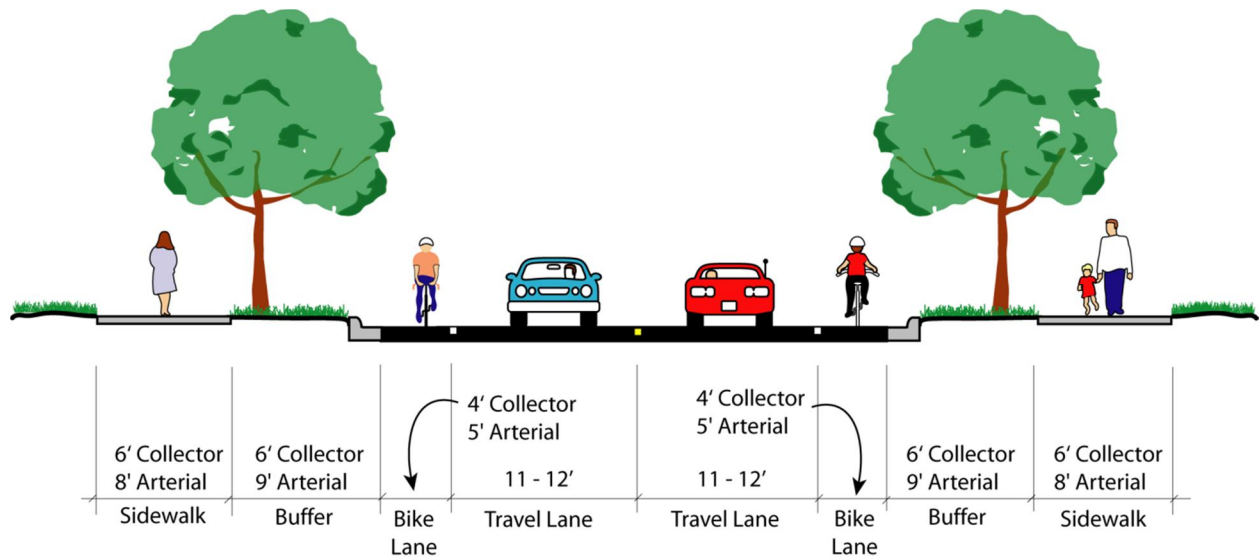 4‘ Collector
5' Arterial
4‘ Collector
5' Arterial
6‘ Collector
8' Arterial
6‘ Collector
9' Arterial
11 - 12’
11 - 12’
6‘ Collector
9' Arterial
6‘ Collector
8' Arterial
Sidewalk
Buffer
Bike
Lane
Travel Lane
Travel Lane
Bike
Lane
Buffer
Sidewalk